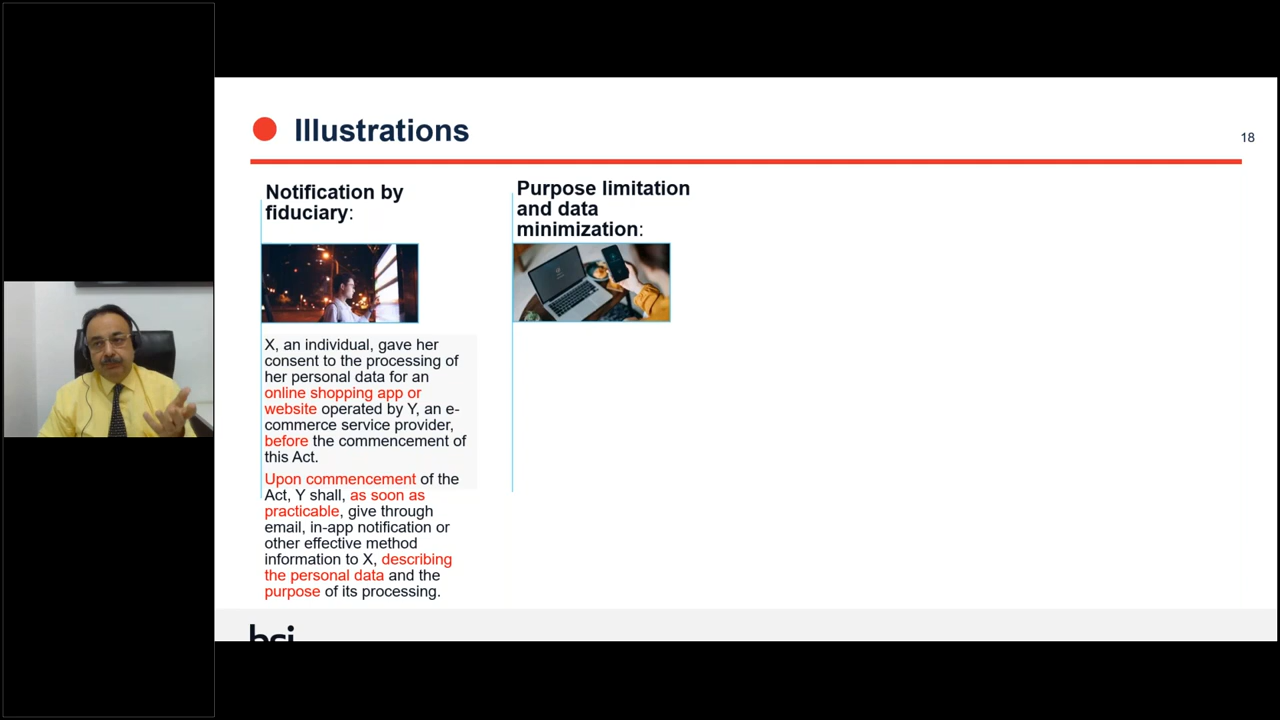 Illustrations
18
Notification by
fiduciary:
X, an individual, gave her
consent to the processing of
her personal data for an
online shopping app or
website operated by Y, an e-
commerce service provider,
before the commencement of
this Act.
Upon commencement of the
Act, Y shall, as soon as
practicable, give through
email, in-app notification or
other effective method
information to X, describing
the personal data and the
purpose of its processing.
Purpose limitation
and data
minimization:
bsi